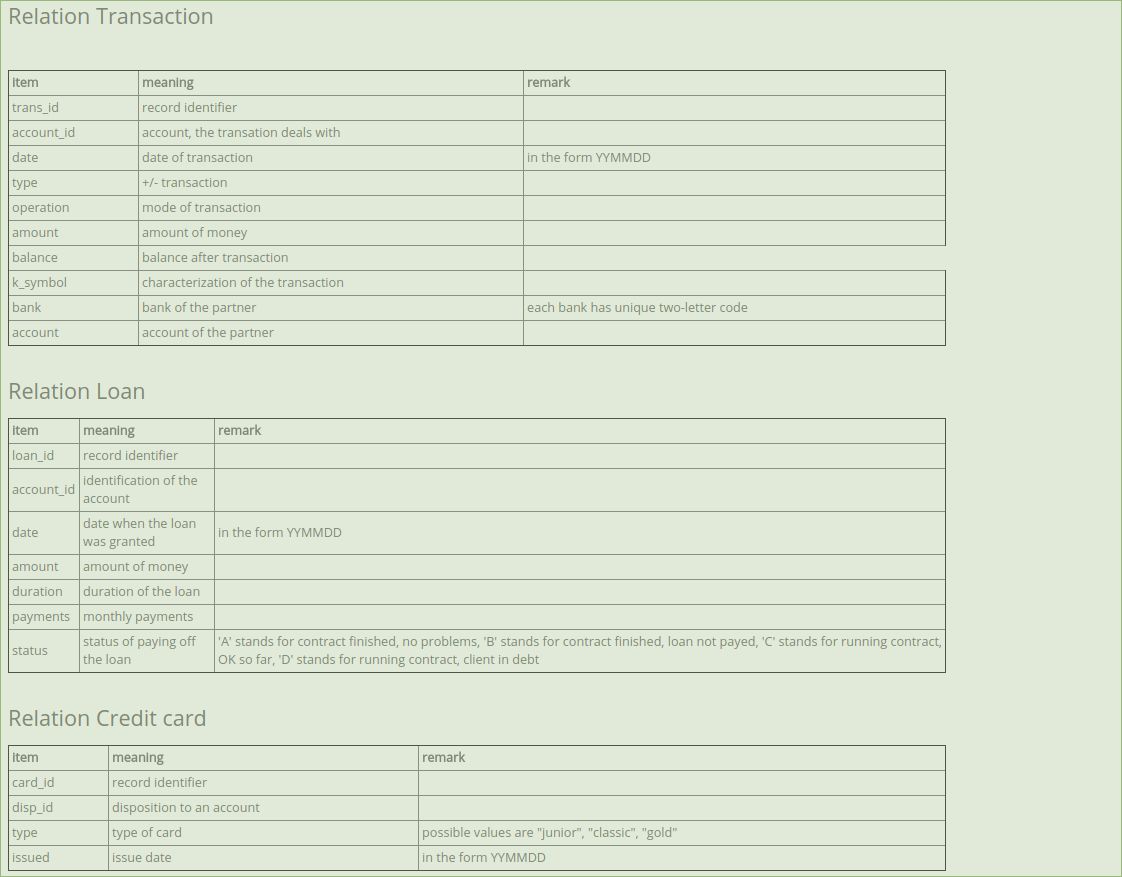 Relation Transaction
item meaning remark
trans_id record identifier
account_id account, the transation deals with
date date of transaction in the form YYMMDD
type +/- transaction
operation mode of transaction
amount amount of money
balance balance after transaction
k_symbol characterization of the transaction
bank bank of the partner each bank has unique two-letter code
account account of the partner
Relation Loan
item meaning remark
loan_id record identifier
account_id identification of the
account
date date when the loan in the form YYMMDD
was granted
amount amount of money
duration duration of the loan
payments monthly payments
status status of paying off 'A' stands for contract finished, no problems, 'B' stands for contract finished, loan not payed, 'C' stands for running contract,
the loan OK so far, 'D' stands for running contract, client in debt
Relation Credit card
item meaning remark
card_id record identifier
disp_id disposition to an account
type type of card possible values are "junior", "classic", "gold"
issued issue date in the form YYMMDD